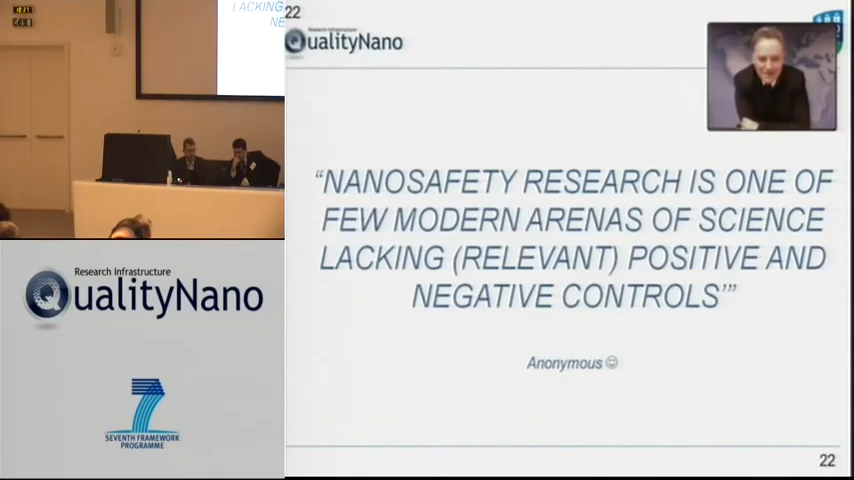 LACKING
NE
22
Research Infrastructure
QualityNano
"NANOSAFETY RESEARCH IS ONE OF
FEW MODERN ARENAS OF SCIENCE
LACKING (RELEVANT) POSITIVE AND
NEGATIVE CONTROLS'"
Anonymous☺
22
Research Infrastructure
QualityNano
7
SEVENTH FRAMEWORK
PROGRAMME